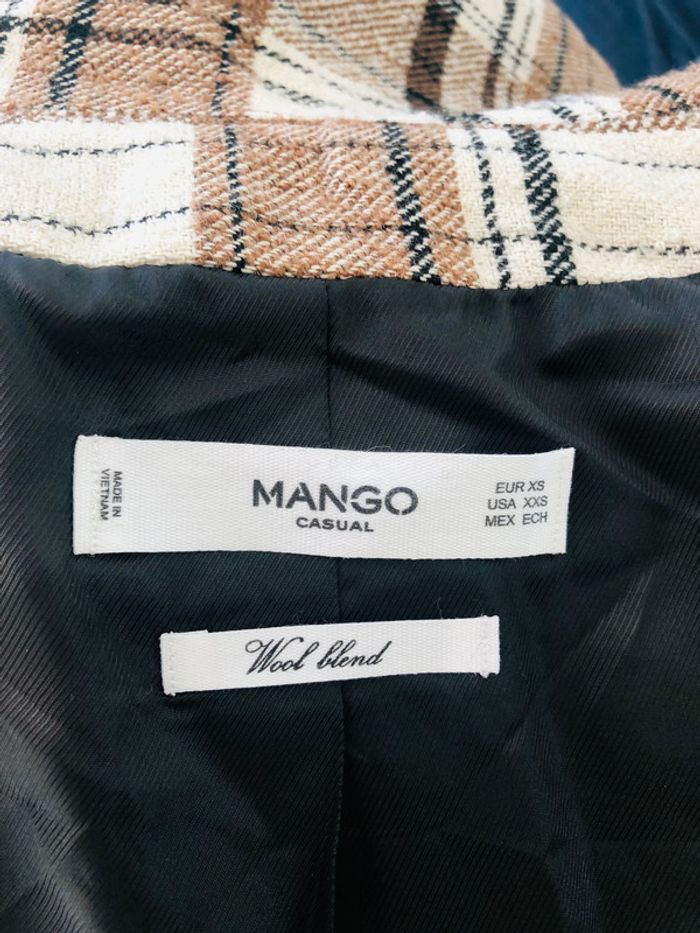 MADE IN
VIETNAM
MANGO
CASUAL
EUR XS
USA XXS
MEX ECH
Wool blend